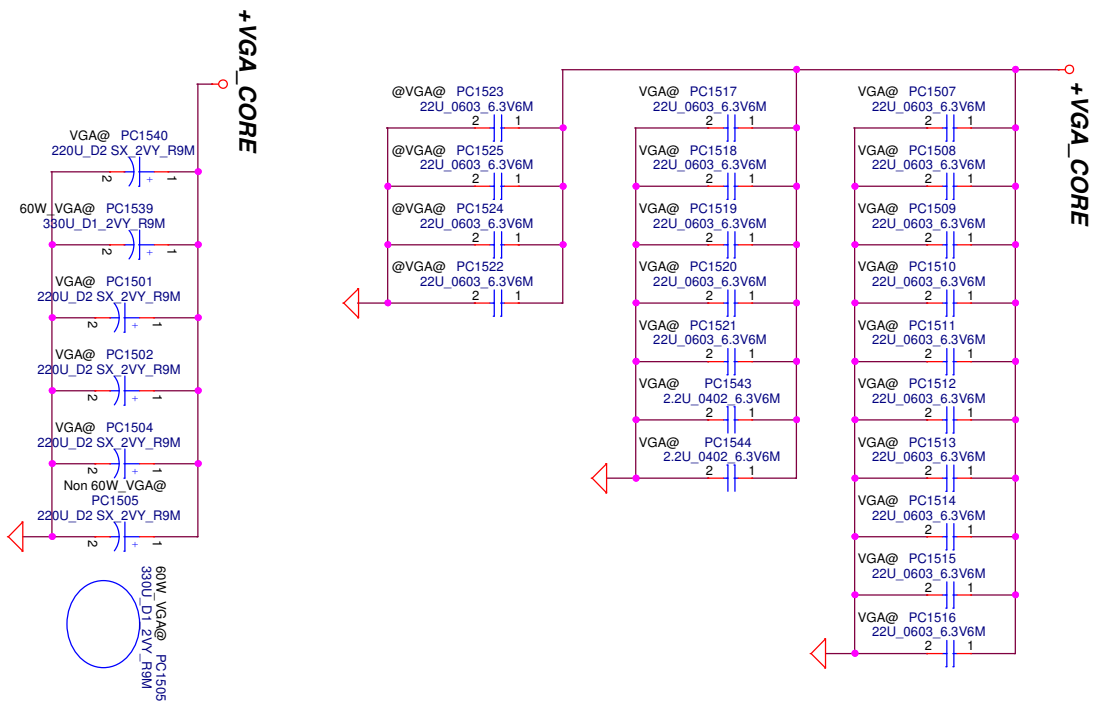 +VGA_CORE
VGA@ PC1540
220U_D2 SX_2VY_R9M
2 + 1
60W_VGA@ PC1539
330U_D1_2VY_R9M
2 + 1
VGA@ PC1501
220U_D2 SX_2VY_R9M
2 + 1
VGA@ PC1502
220U_D2 SX_2VY_R9M
2 + 1
VGA@ PC1504
220U_D2 SX_2VY_R9M
2 + 1
Non 60W_VGA@
PC1505
220U_D2 SX_2VY_R9M
2 + 1
60W_VGA@ PC1505
330U_D1_2VY_R9M
@VGA@ PC1523
22U_0603_6.3V6M
2 1
@VGA@ PC1525
22U_0603_6.3V6M
2 1
@VGA@ PC1524
22U_0603_6.3V6M
2 1
@VGA@ PC1522
22U_0603_6.3V6M
2 1
VGA@ PC1517
22U_0603_6.3V6M
2 1
VGA@ PC1518
22U_0603_6.3V6M
2 1
VGA@ PC1519
22U_0603_6.3V6M
2 1
VGA@ PC1520
22U_0603_6.3V6M
2 1
VGA@ PC1521
22U_0603_6.3V6M
2 1
VGA@ PC1543
2.2U_0402_6.3V6M
2 1
VGA@ PC1544
2.2U_0402_6.3V6M
2 1
+VGA_CORE
VGA@ PC1507
22U_0603_6.3V6M
2 1
VGA@ PC1508
22U_0603_6.3V6M
2 1
VGA@ PC1509
22U_0603_6.3V6M
2 1
VGA@ PC1510
22U_0603_6.3V6M
2 1
VGA@ PC1511
22U_0603_6.3V6M
2 1
VGA@ PC1512
22U_0603_6.3V6M
2 1
VGA@ PC1513
22U_0603_6.3V6M
2 1
VGA@ PC1514
22U_0603_6.3V6M
2 1
VGA@ PC1515
22U_0603_6.3V6M
2 1
VGA@ PC1516
22U_0603_6.3V6M
2 1